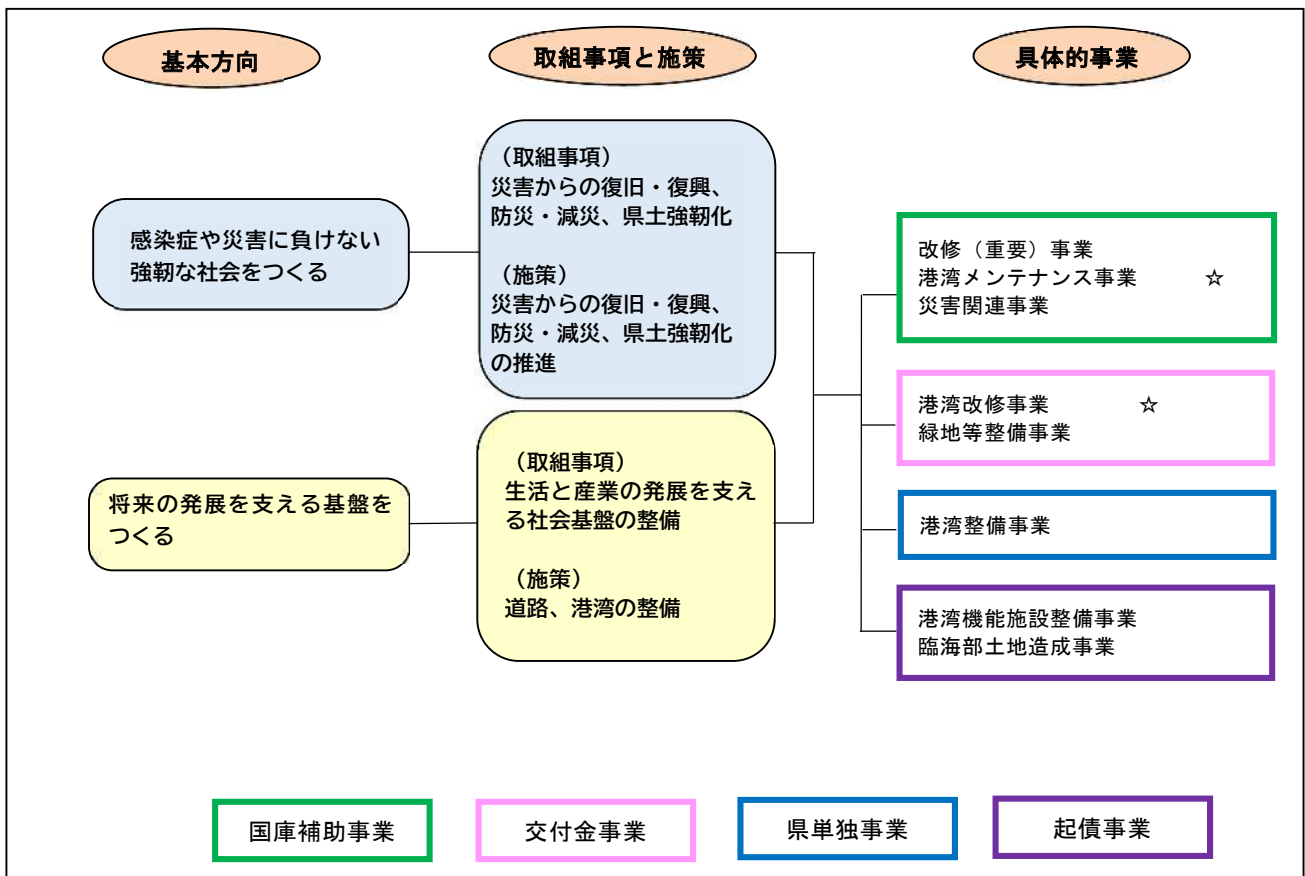 基本方向
取組事項と施策
具体的事業
感染症や災害に負けない
強靭な社会をつくる
（取組事項）
災害からの復旧・復興、
防災・減災、県土強靭化
（施策）
災害からの復旧・復興、
防災・減災、県土強靭化
の推進
将来の発展を支える基盤を
つくる
（取組事項）
生活と産業の発展を支え
る社会基盤の整備
（施策）
道路、港湾の整備
改修（重要）事業
港湾メンテナンス事業　☆
災害関連事業
港湾改修事業　☆
緑地等整備事業
港湾整備事業
港湾機能施設整備事業
臨海部土地造成事業
国庫補助事業
交付金事業
県単独事業
起債事業